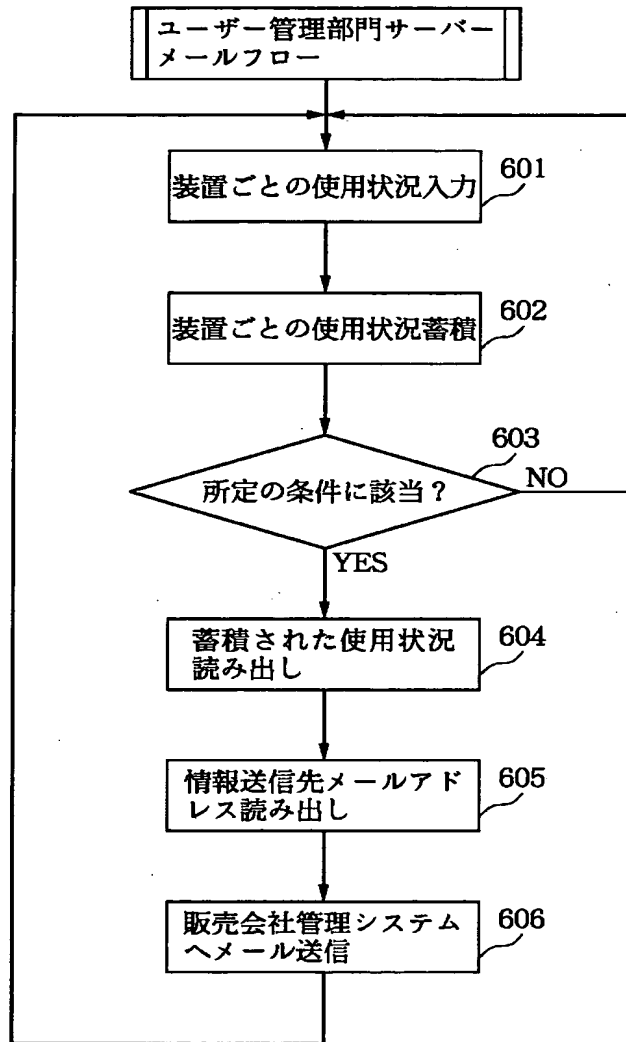 ユーザー管理部門サーバー
メールフロー
装置ごとの使用状況入力
601
装置ごとの使用状況蓄積
602
所定の条件に該当？
603
NO
YES
蓄積された使用状況
読み出し
604
情報送信先メールアド
レス読み出し
605
販売会社管理システム
へメール送信
606